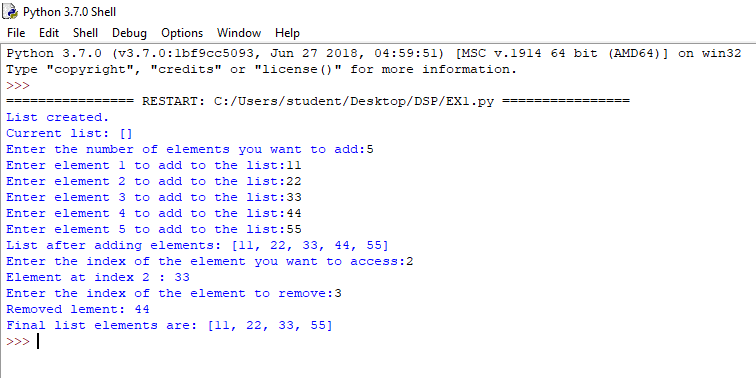 Python 3.7.0 Shell
File Edit Shell Debug Options Window Help
Python 3.7.0 (v3.7.0:1bf9cc5093, Jun 27 2018, 04:59:51) [MSC v.1914 64 bit (AMD64)] on win32
Type "copyright", "credits" or "license()" for more information.
>>>
================ RESTART: C:/Users/student/Desktop/DSP/EX1.py ================
List created.
Current list: []
Enter the number of elements you want to add:5
Enter element 1 to add to the list:11
Enter element 2 to add to the list:22
Enter element 3 to add to the list:33
Enter element 4 to add to the list:44
Enter element 5 to add to the list:55
List after adding elements: [11, 22, 33, 44, 55]
Enter the index of the element you want to access:2
Element at index 2 : 33
Enter the index of the element to remove:3
Removed lement: 44
Final list elements are: [11, 22, 33, 55]
>>>